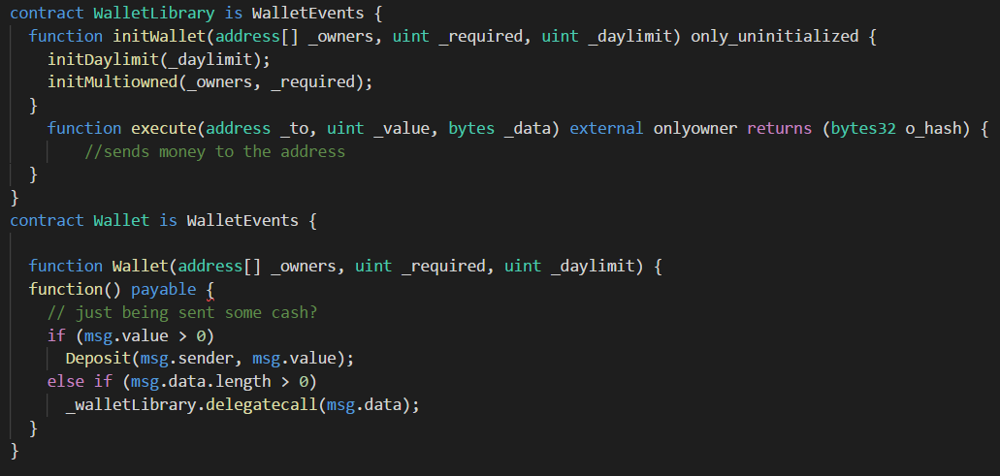 contract WalletLibrary is WalletEvents {
function initWallet(address[] _owners, uint _required, uint _daylimit) only_uninitialized {
initDaylimit(_daylimit);
initMultiowned(_owners, _required);
}
function execute(address _to, uint _value, bytes _data) external onlyowner returns (bytes32 o_hash) {
//sends money to the address
}
}
contract Wallet is WalletEvents {
function Wallet(address[] _owners, uint _required, uint _daylimit) {
function() payable {
// just being sent some cash?
if (msg.value > 0)
Deposit(msg.sender, msg.value);
else if (msg.data.length > 0)
_walletLibrary.delegatecall(msg.data);
}
}